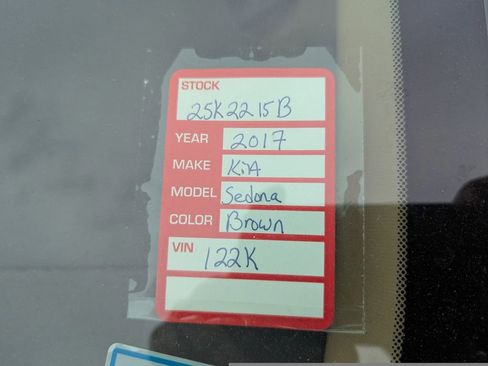 STOCK
25K2215B
YEAR 2017
MAKE KiA
MODEL Sedona
COLOR Brown
VIN 122K